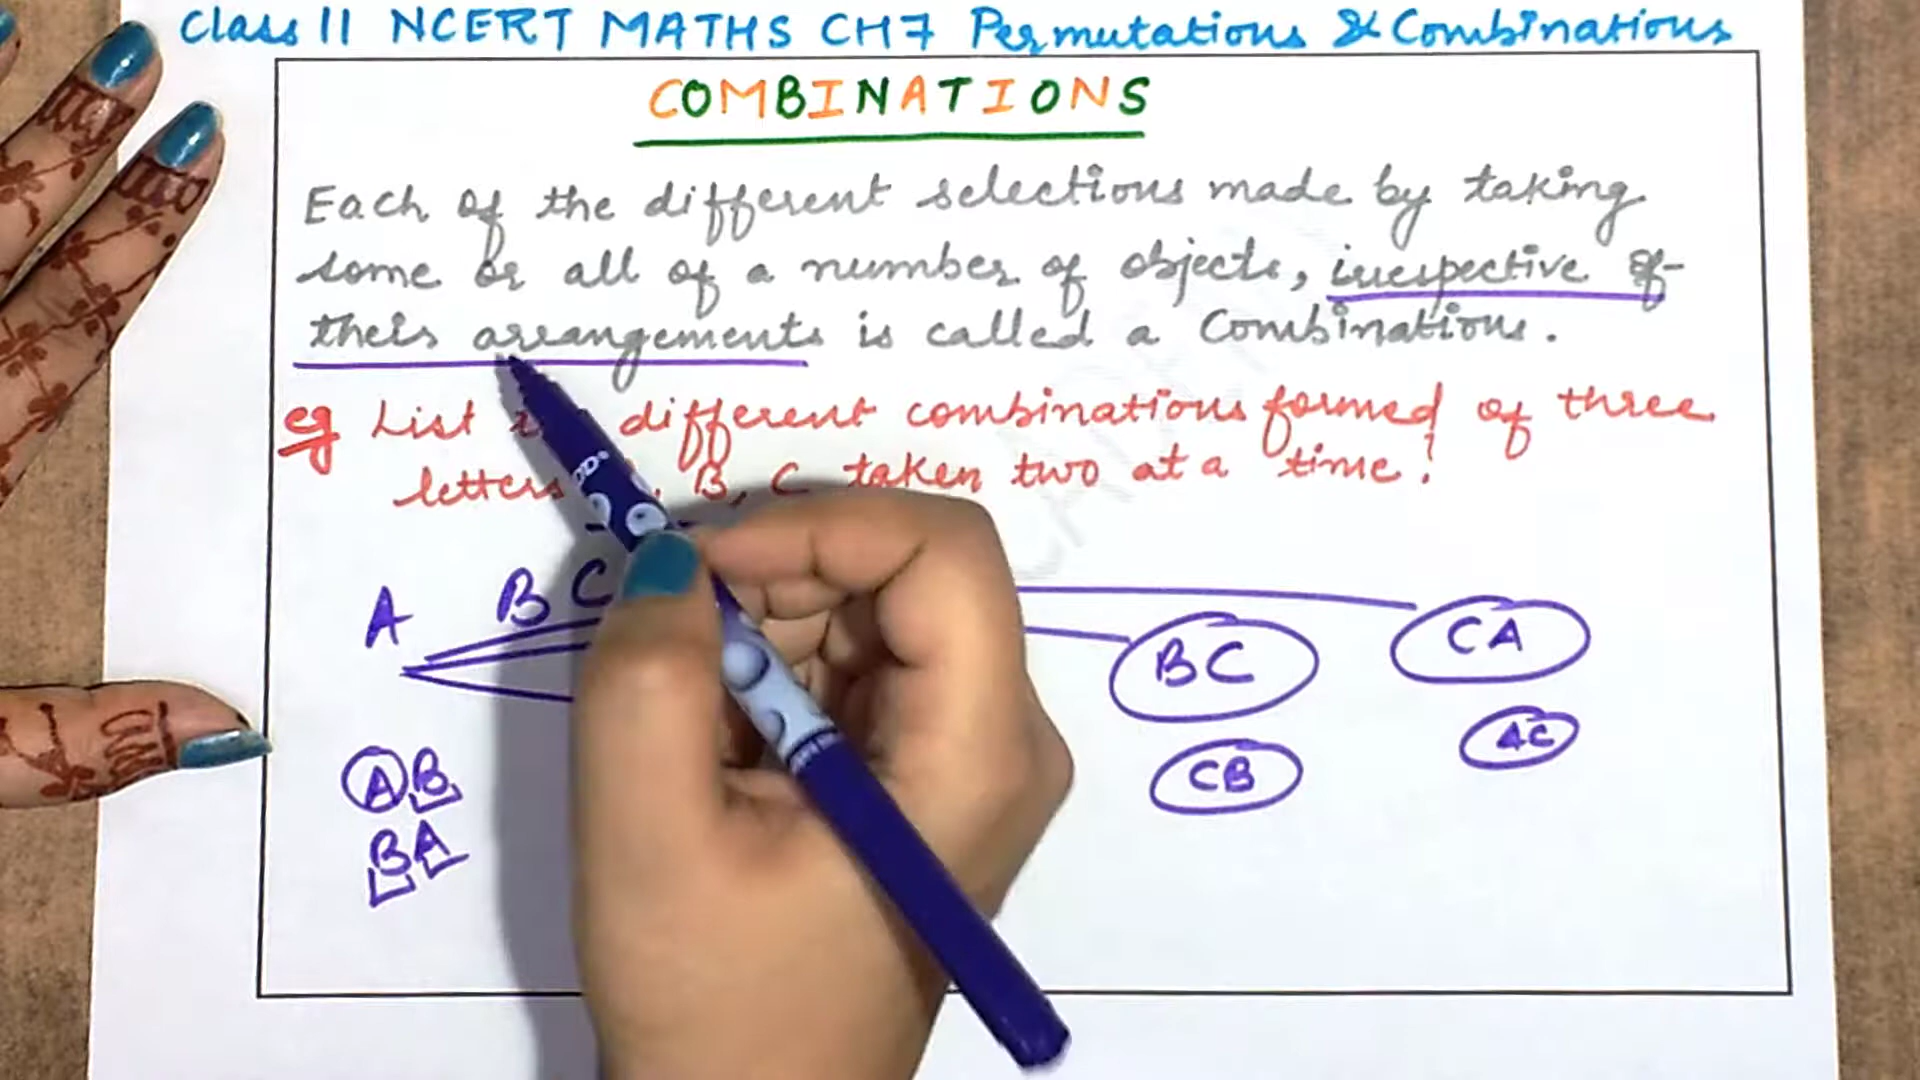 Class 11 NCERT MATHS CH7 Permutations & Combinations
COMBINATIONS
Each of the different selections made by taking
some or all of a number of objects, irrespective of
their arrangements is called a Combinations.
eg List different combinations formed of three
letters B, C taken two at a time!
A B C
BC CA
CB AC
AB
BA